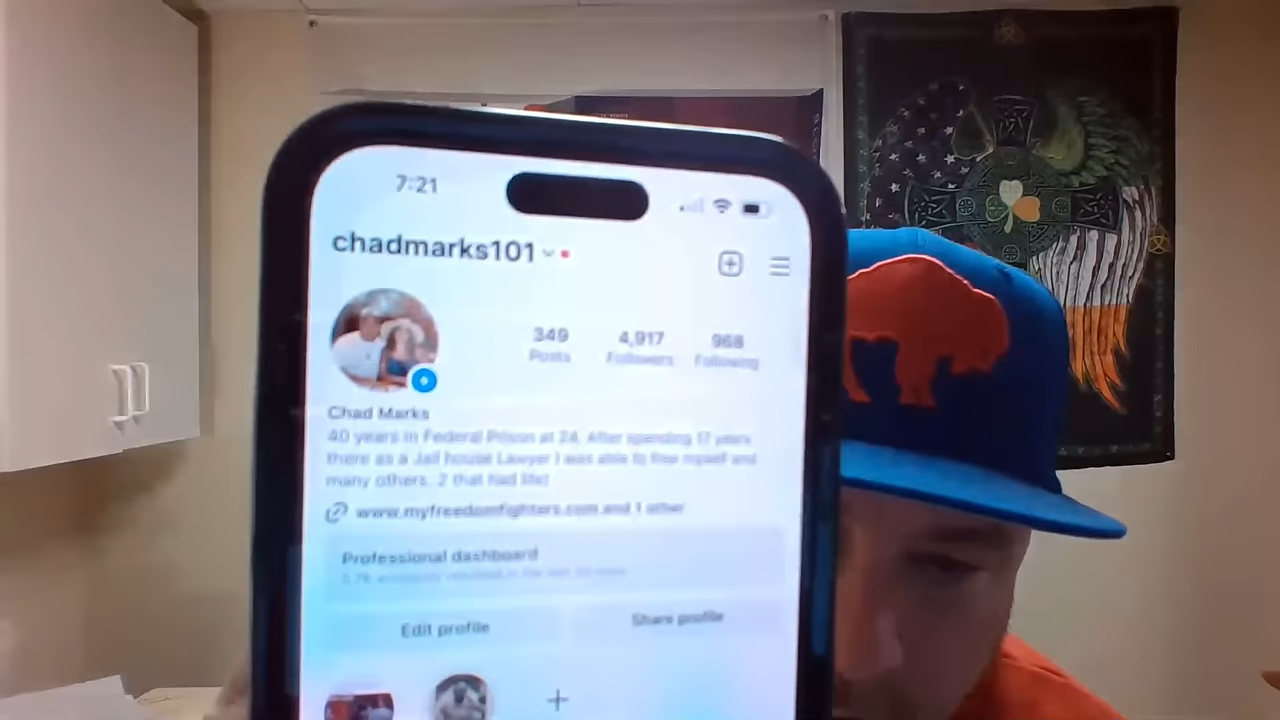 7:21
chadmarks101
349 4,917 968
Posts Followers Following
Chad Marks
40 years in Federal Prison at 24. After spending 17 years
there as a Jail house Lawyer I was able to free myself and
many others. 2 that had life!
www.myfreedomfighters.com and 1 other
Professional dashboard
Edit profile Share profile